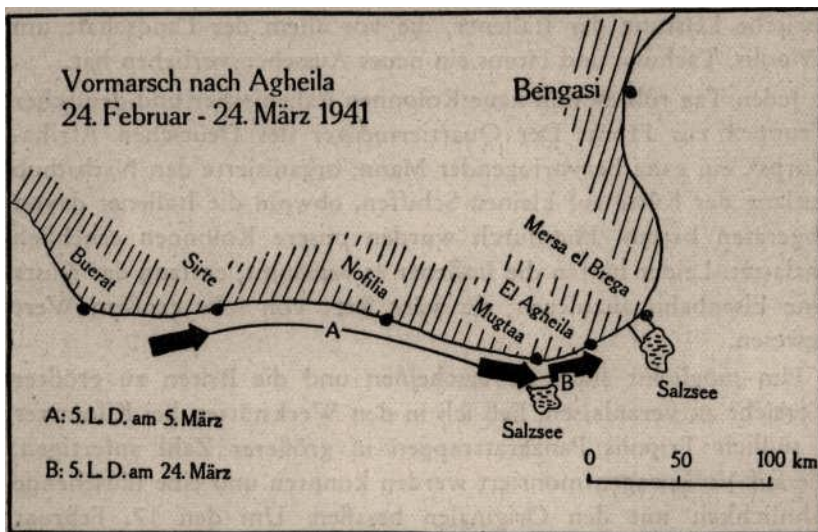 Vormarsch nach Agheila
24. Februar - 24. März 1941
Bengasi
Buerat
Sirte
Nofilia
Mugtaa
El Agheila
Mersa el Brega
A
B
Salzsee
Salzsee
A: 5. L. D. am 5. März
B: 5. L. D. am 24. März
0 50 100 km